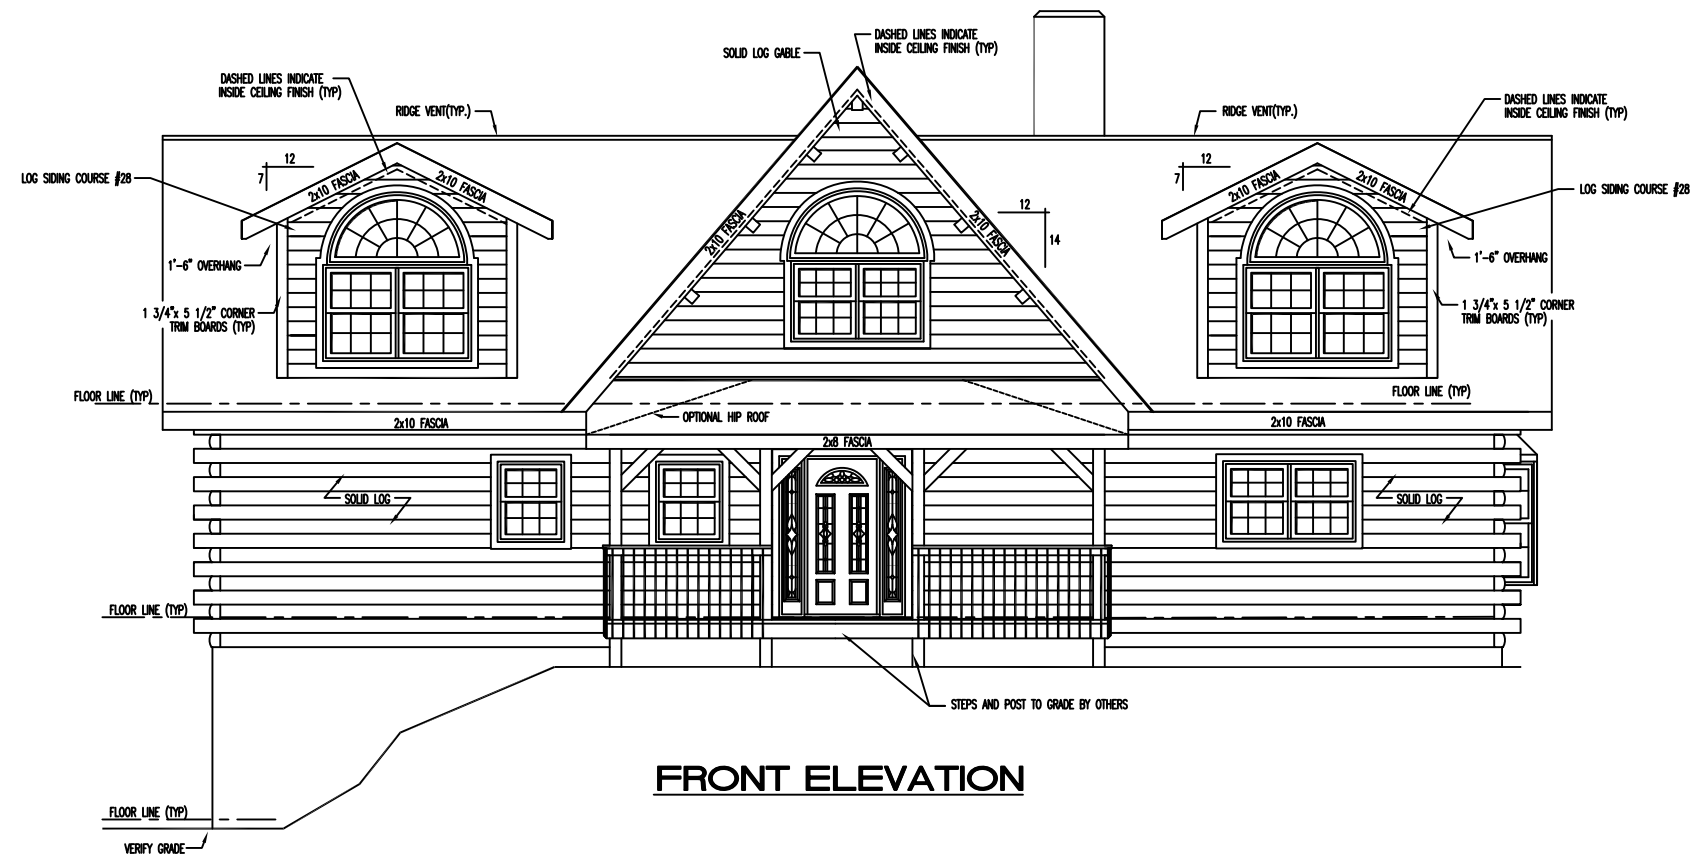 DASHED LINES INDICATE
INSIDE CEILING FINISH (TYP)
SOLID LOG GABLE
DASHED LINES INDICATE
INSIDE CEILING FINISH (TYP)
DASHED LINES INDICATE
INSIDE CEILING FINISH (TYP)
RIDGE VENT(TYP.)
RIDGE VENT(TYP.)
12
7
12
7
LOG SIDING COURSE #28
2x10 FASCIA
2x10 FASCIA
2x10 FASCIA
2x10 FASCIA
LOG SIDING COURSE #28
2x10 FASCIA
2x10 FASCIA
12
14
1'-6" OVERHANG
1'-6" OVERHANG
1 3/4"x 5 1/2" CORNER
TRIM BOARDS (TYP)
1 3/4"x 5 1/2" CORNER
TRIM BOARDS (TYP)
FLOOR LINE (TYP)
FLOOR LINE (TYP)
OPTIONAL HIP ROOF
2x10 FASCIA
2x10 FASCIA
2x8 FASCIA
SOLID LOG
SOLID LOG
FLOOR LINE (TYP)
STEPS AND POST TO GRADE BY OTHERS
FRONT ELEVATION
FLOOR LINE (TYP)
VERIFY GRADE